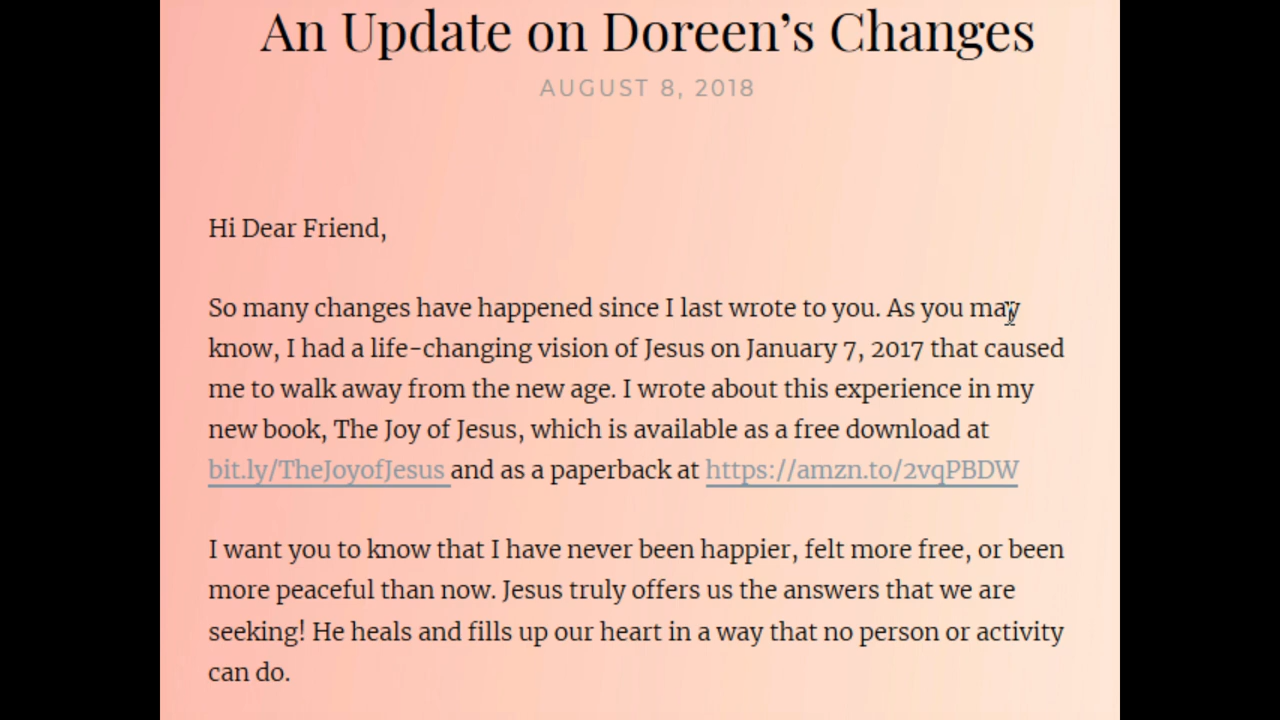 An Update on Doreen’s Changes
AUGUST 8, 2018
Hi Dear Friend,
So many changes have happened since I last wrote to you. As you may
know, I had a life-changing vision of Jesus on January 7, 2017 that caused
me to walk away from the new age. I wrote about this experience in my
new book, The Joy of Jesus, which is available as a free download at
bit.ly/TheJoyofJesus and as a paperback at https://amzn.to/2vqPBDW
I want you to know that I have never been happier, felt more free, or been
more peaceful than now. Jesus truly offers us the answers that we are
seeking! He heals and fills up our heart in a way that no person or activity
can do.